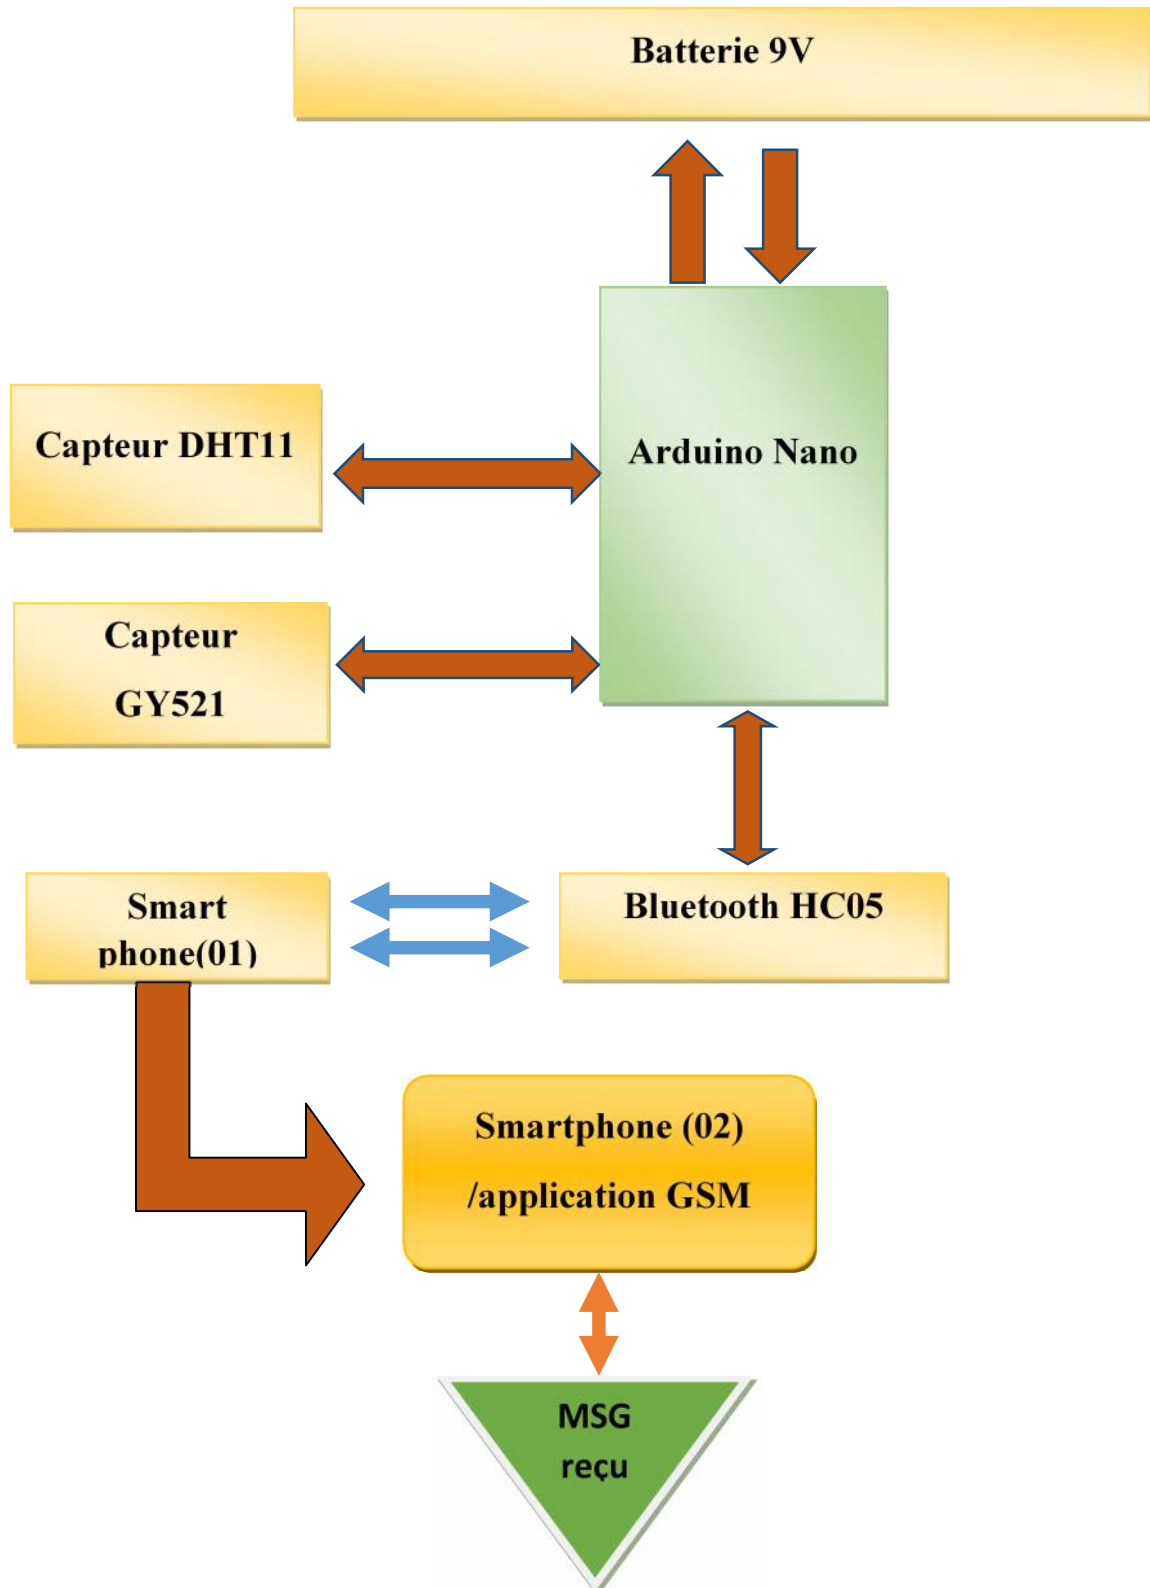 Batterie 9V
Capteur DHT11
Arduino Nano
Capteur
GY521
Smart
phone(01)
Bluetooth HC05
Smartphone (02)
/application GSM
MSG
reçu